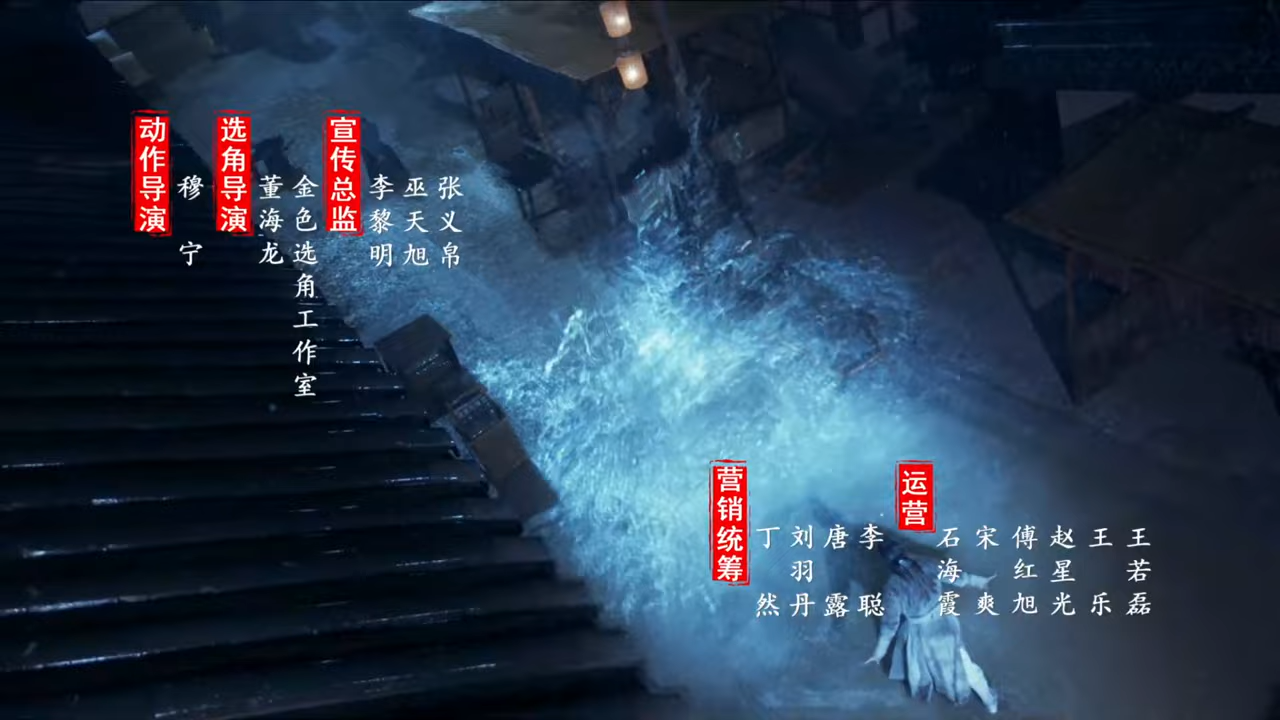 动作导演
穆宁
选角导演
董海龙
金色选角工作室
宣传总监
李黎明
巫天旭
张义帛
营销统筹
丁然
刘羽丹
唐露
李聪
运营
石海霞
宋爽
傅红旭
赵星光
王乐
王若磊